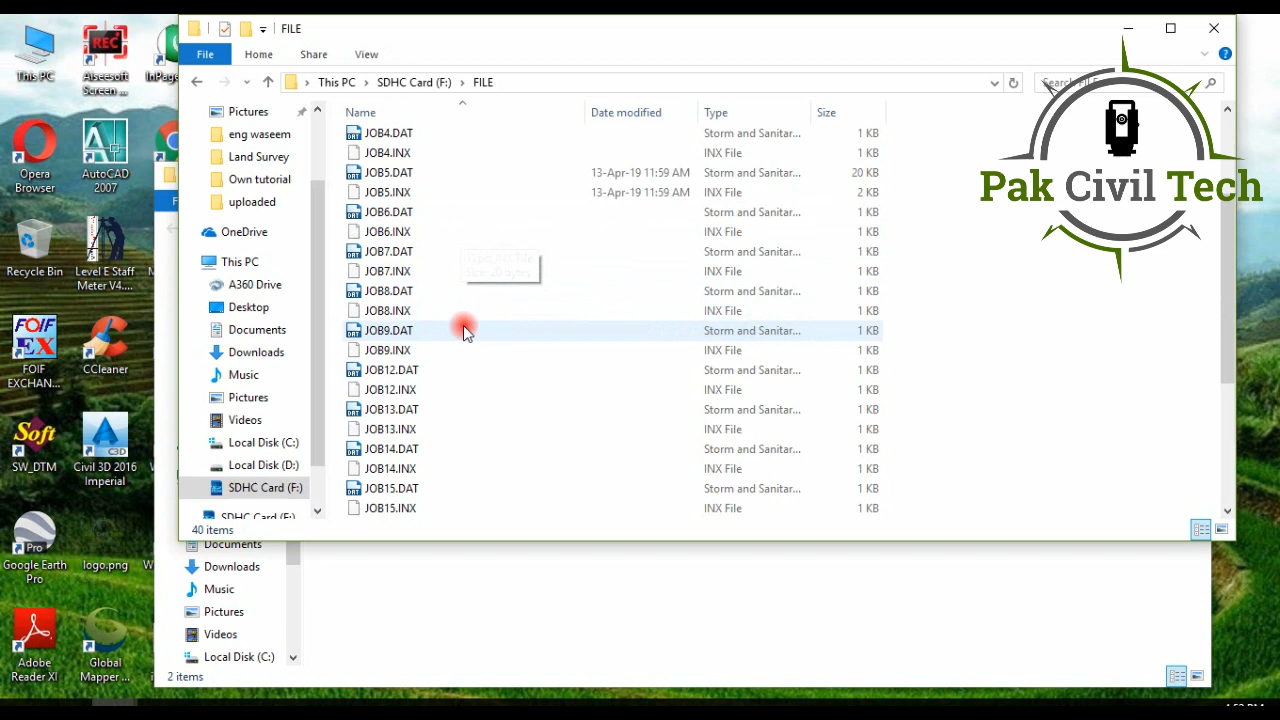 FILE
File Home Share View
This PC SDHC Card (F:) FILE
Name Date modified Type Size
JOB4.DAT Storm and Sanitar... 1 KB
JOB4.INX INX File 1 KB
JOB5.DAT 13-Apr-19 11:59 AM Storm and Sanitar... 20 KB
JOB5.INX 13-Apr-19 11:59 AM INX File 2 KB
JOB6.DAT Storm and Sanitar... 1 KB
JOB6.INX INX File 1 KB
JOB7.DAT Storm and Sanitar... 1 KB
JOB7.INX INX File 1 KB
JOB8.DAT Storm and Sanitar... 1 KB
JOB8.INX INX File 1 KB
JOB9.DAT Storm and Sanitar... 1 KB
JOB9.INX INX File 1 KB
JOB12.DAT Storm and Sanitar... 1 KB
JOB12.INX INX File 1 KB
JOB13.DAT Storm and Sanitar... 1 KB
JOB13.INX INX File 1 KB
JOB14.DAT Storm and Sanitar... 1 KB
JOB14.INX INX File 1 KB
JOB15.DAT Storm and Sanitar... 1 KB
JOB15.INX INX File 1 KB
Pictures
eng waseem
Land Survey
Own tutorial
uploaded
OneDrive
This PC
A360 Drive
Desktop
Documents
Downloads
Music
Pictures
Videos
Local Disk (C:)
Local Disk (D:)
SDHC Card (F:)
SDHC Card (F:)
40 items
Documents
Downloads
Music
Pictures
Videos
Local Disk (C:)
2 items
Pak Civil Tech
This PC
REC
Aiseesoft
Screen ...
Opera
Browser
AutoCAD
2007
Recycle Bin
Level E Staff
Meter V4....
FOIF
EX
FOIF
EXCHAN...
CCleaner
Soft
SW_DTM
C3D
Civil 3D 2016
Imperial
Pro
Google Earth
Pro
logo.png
Adobe
Reader XI
Global
Mapper ...